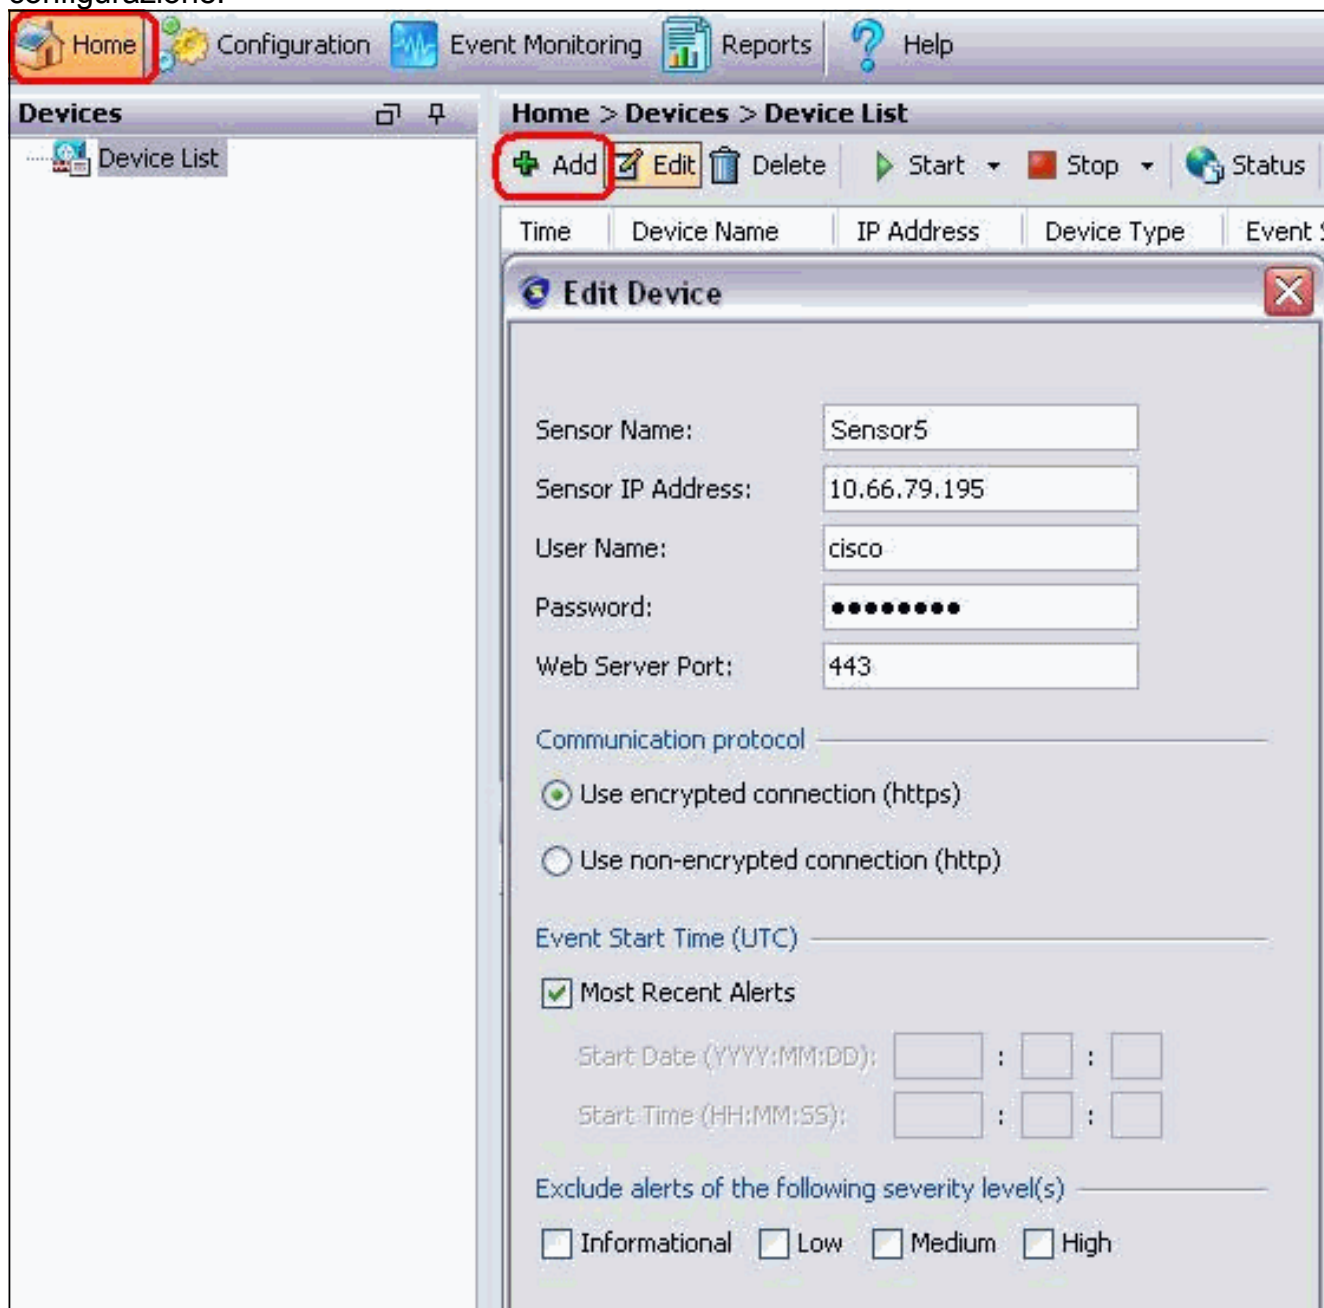 configurazione.
Home Configuration Event Monitoring Reports Help
Devices
Device List
Home > Devices > Device List
Add Edit Delete Start Stop Status
Time Device Name IP Address Device Type Event
Edit Device
Sensor Name: Sensor5
Sensor IP Address: 10.66.79.195
User Name: cisco
Password: ●●●●●●●●
Web Server Port: 443
Communication protocol
Use encrypted connection (https)
Use non-encrypted connection (http)
Event Start Time (UTC)
Most Recent Alerts
Start Date (YYYY:MM:DD): : :
Start Time (HH:MM:SS): : :
Exclude alerts of the following severity level(s)
Informational Low Medium High